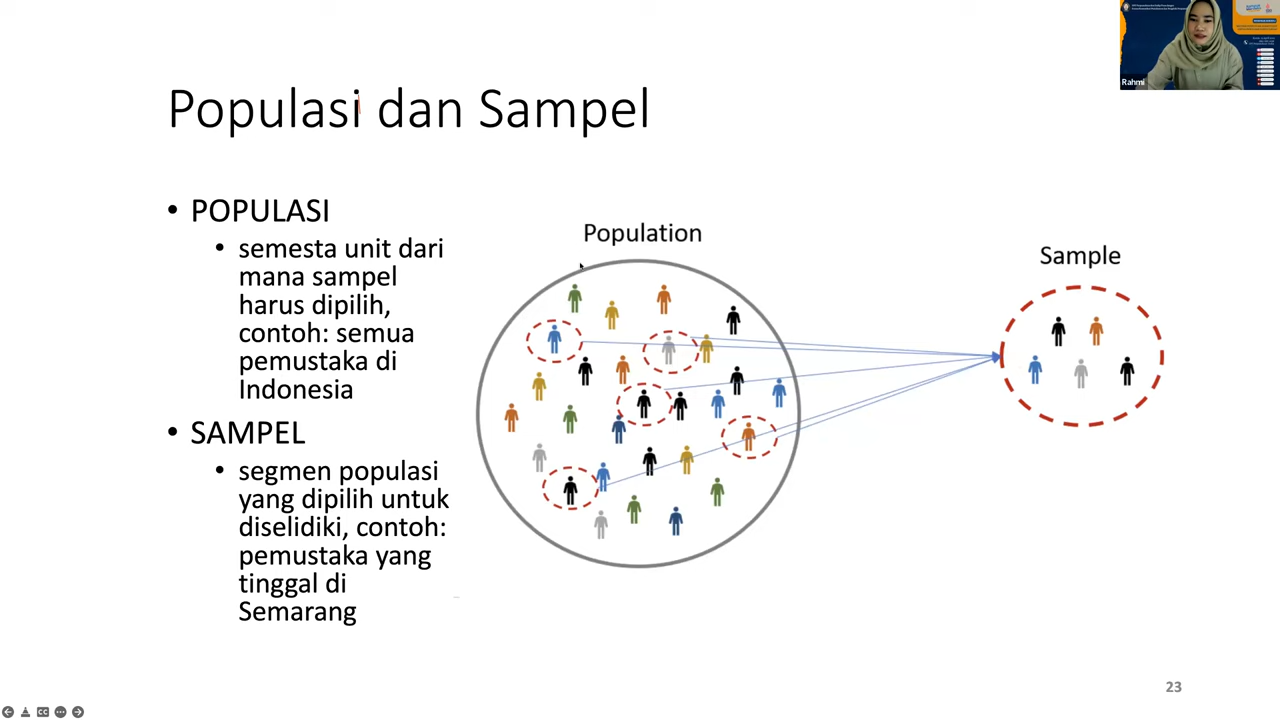 Populasi dan Sampel
• POPULASI
• semesta unit dari
mana sampel
harus dipilih,
contoh: semua
pemustaka di
Indonesia
• SAMPEL
• segmen populasi
yang dipilih untuk
diselidiki, contoh:
pemustaka yang
tinggal di
Semarang
Population
Sample
Rahmi
23